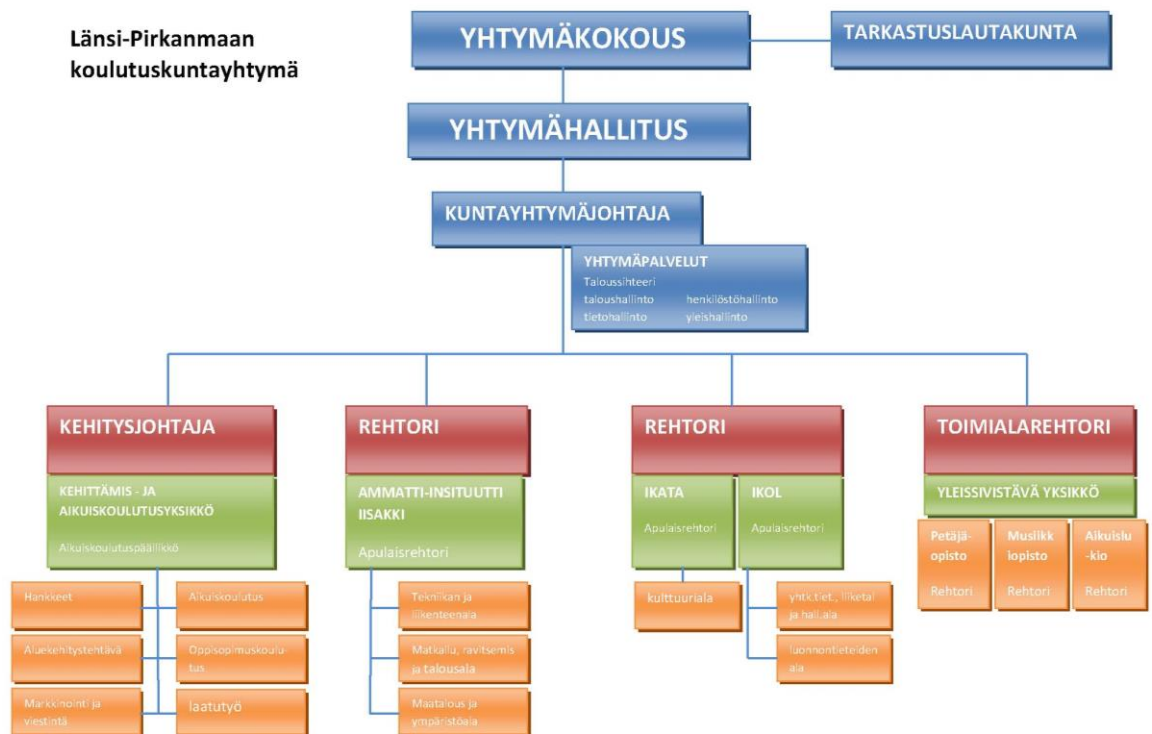 Länsi-Pirkanmaan
koulutuskuntayhtymä
YHTYMÄKOKOUS
TARKASTUSLAUTAKUNTA
YHTYMÄHALLITUS
KUNTAYHTYMÄJOHTAJA
YHTYMÄPALVELUT
Taloussihteeri
taloushallinto henkilöstöhallinto
tietohallinto yleishallinto
KEHITYSJOHTAJA
KEHITTÄMIS - JA
AIKUISKOULUTUSYKSIKKÖ
Aikuiskoulutuspäällikkö
Hankkeet
Aikuiskoulutus
Aluekehitystehtävä
Oppisopimuskoulu-
tus
Markkinointi ja
viestintä
laatutyö
REHTORI
AMMATTI-INSITUUTTI
IISAKKI
Apulaisrehtori
Tekniikan ja
liikenteenala
Matkailu, ravitsemis
ja talousala
Maatalous ja
ympäristöala
REHTORI
IKATA
Apulaisrehtori
kulttuuriala
IKOL
Apulaisrehtori
yhtk.tiet., liiketal
ja hall.ala
luonnontieteiden
ala
TOIMIALAREHTORI
YLEISSIVISTÄVÄ YKSIKKÖ
Petäjä-
opisto
Rehtori
Musiikk
iopisto
Rehtori
Aikuislu
-kio
Rehtori